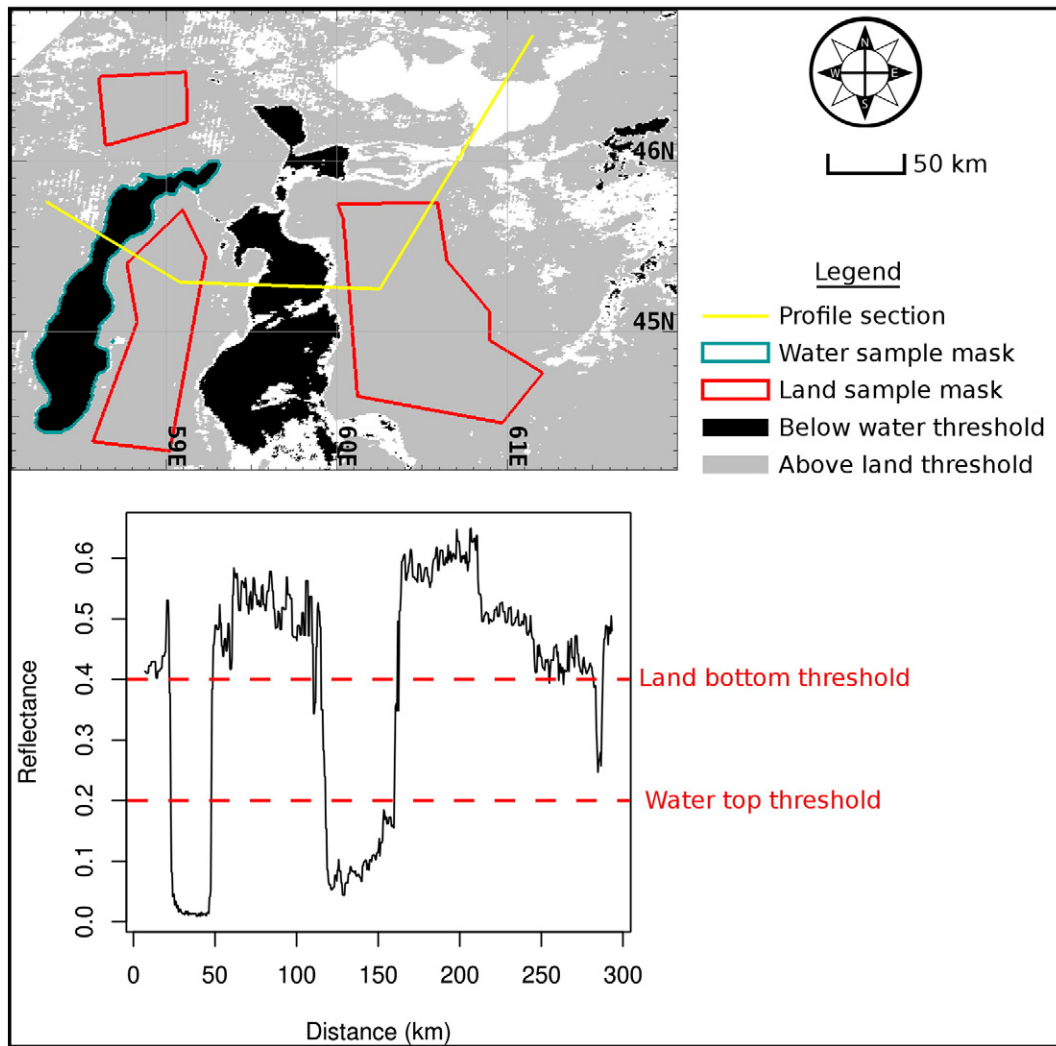 N
W
E
S
50 km
46N
45N
59E
60E
61E
Legend
Profile section
Water sample mask
Land sample mask
Below water threshold
Above land threshold
Reflectance
0.6
0.5
0.4
0.3
0.2
0.1
0.0
Land bottom threshold
Water top threshold
0
50
100
150
200
250
300
Distance (km)